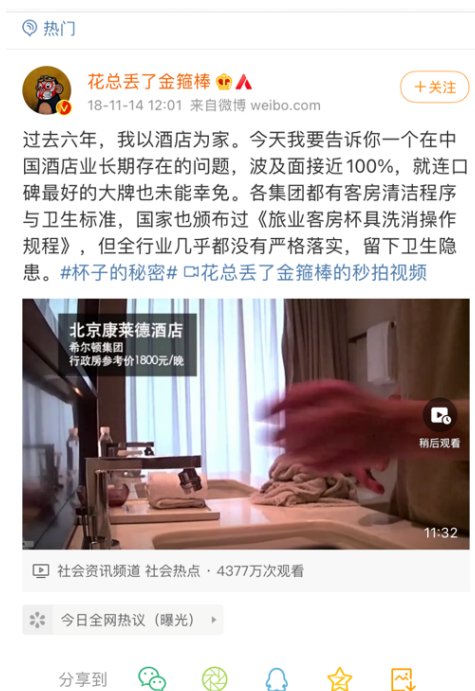 热门
花总丢了金箍棒
+关注
18-11-14 12:01 来自微博 weibo.com
过去六年，我以酒店为家。今天我要告诉你一个在中
国酒店业长期存在的问题，波及面接近100%，就连口
碑最好的大牌也未能幸免。各集团都有客房清洁程序
与卫生标准，国家也颁布过《旅业客房杯具洗消操作
规程》，但全行业几乎都没有严格落实，留下卫生隐
患。#杯子的秘密# 花总丢了金箍棒的秒拍视频
北京康莱德酒店
希尔顿集团
行政房参考价1800元/晚
稍后观看
11:32
社会资讯频道 社会热点 · 4377万次观看
今日全网热议（曝光）
分享到